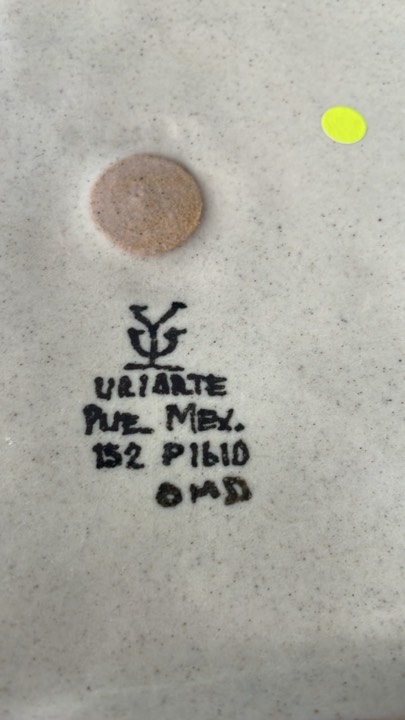 URIARTE
PUE. MEX.
152 P1610
OMD